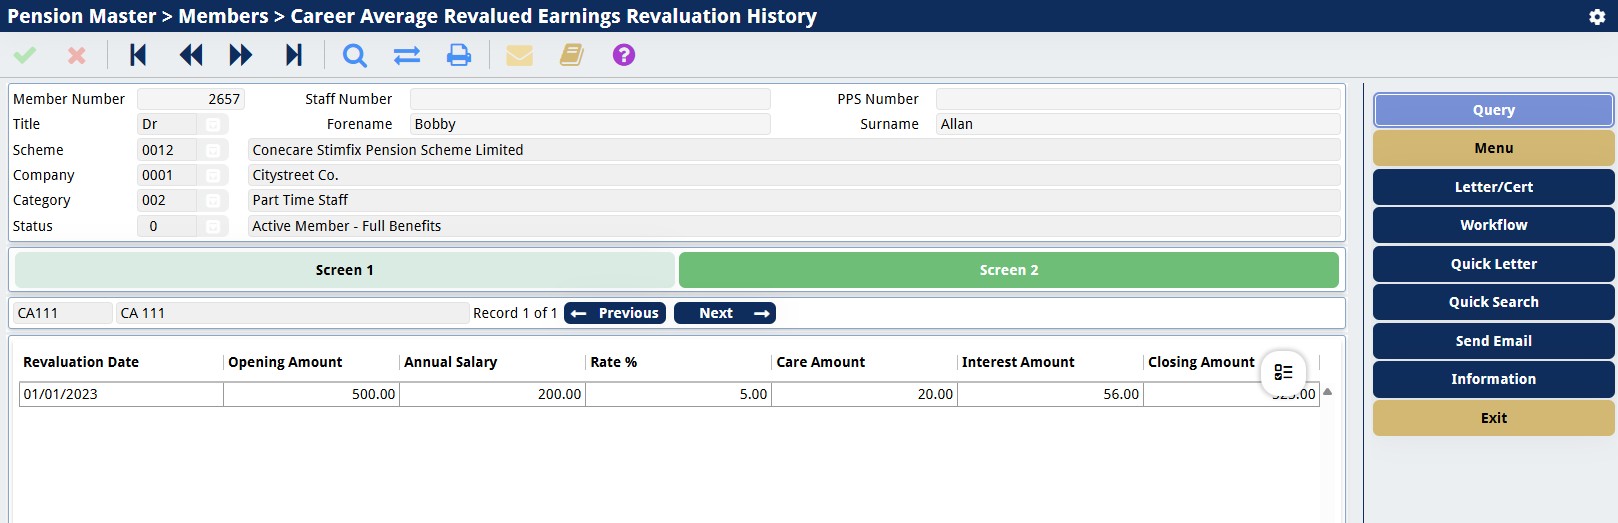 Pension Master > Members > Career Average Revalued Earnings Revaluation History
Member Number 2657 Staff Number PPS Number
Title Dr Forename Bobby Surname Allan
Scheme 0012 Conecare Stimfix Pension Scheme Limited
Company 0001 Citystreet Co.
Category 002 Part Time Staff
Status 0 Active Member - Full Benefits
Screen 1 Screen 2
CA111 CA 111 Record 1 of 1 Previous Next
Revaluation Date Opening Amount Annual Salary Rate % Care Amount Interest Amount Closing Amount
01/01/2023 500.00 200.00 5.00 20.00 56.00
Query
Menu
Letter/Cert
Workflow
Quick Letter
Quick Search
Send Email
Information
Exit